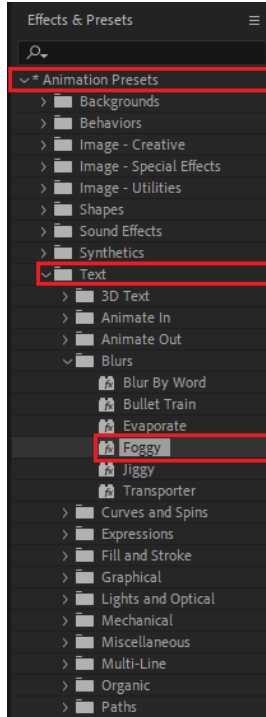 Effects & Presets
* Animation Presets
Backgrounds
Behaviors
Image - Creative
Image - Special Effects
Image - Utilities
Shapes
Sound Effects
Synthetics
Text
3D Text
Animate In
Animate Out
Blurs
Blur By Word
Bullet Train
Evaporate
Foggy
Jiggy
Transporter
Curves and Spins
Expressions
Fill and Stroke
Graphical
Lights and Optical
Mechanical
Miscellaneous
Multi-Line
Organic
Paths